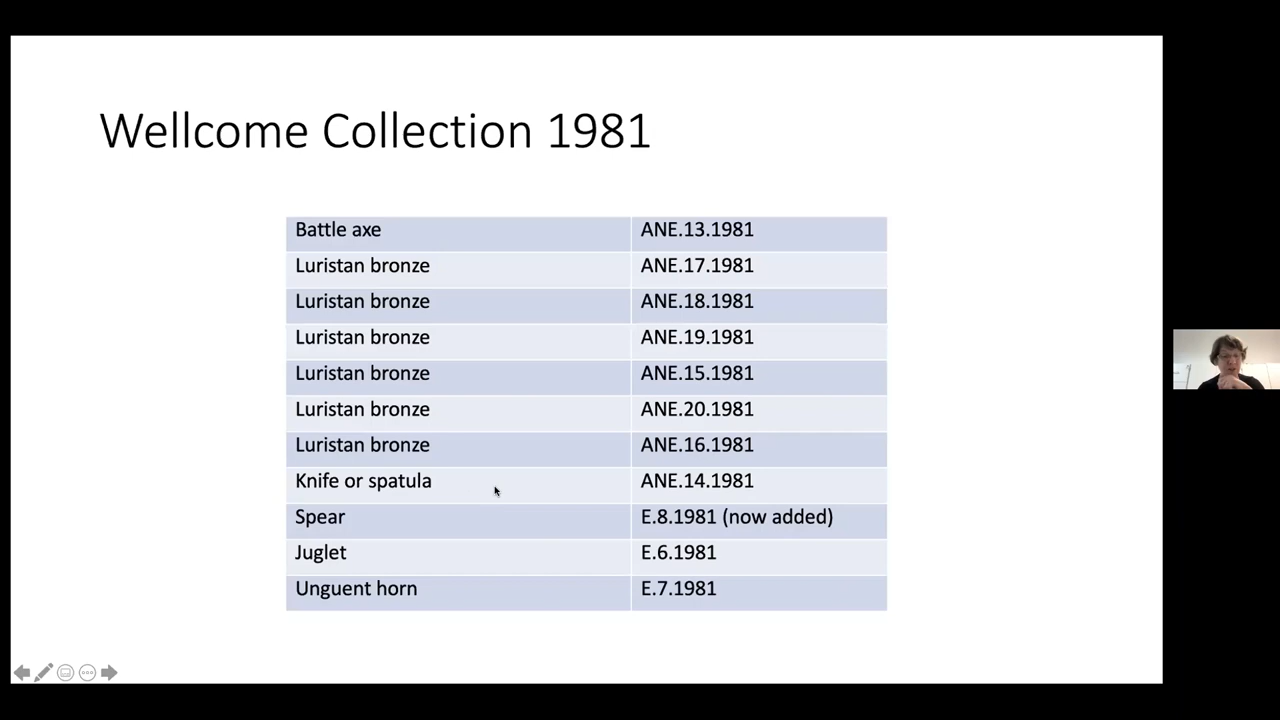 Wellcome Collection 1981
Battle axe ANE.13.1981
Luristan bronze ANE.17.1981
Luristan bronze ANE.18.1981
Luristan bronze ANE.19.1981
Luristan bronze ANE.15.1981
Luristan bronze ANE.20.1981
Luristan bronze ANE.16.1981
Knife or spatula ANE.14.1981
Spear E.8.1981 (now added)
Juglet E.6.1981
Unguent horn E.7.1981